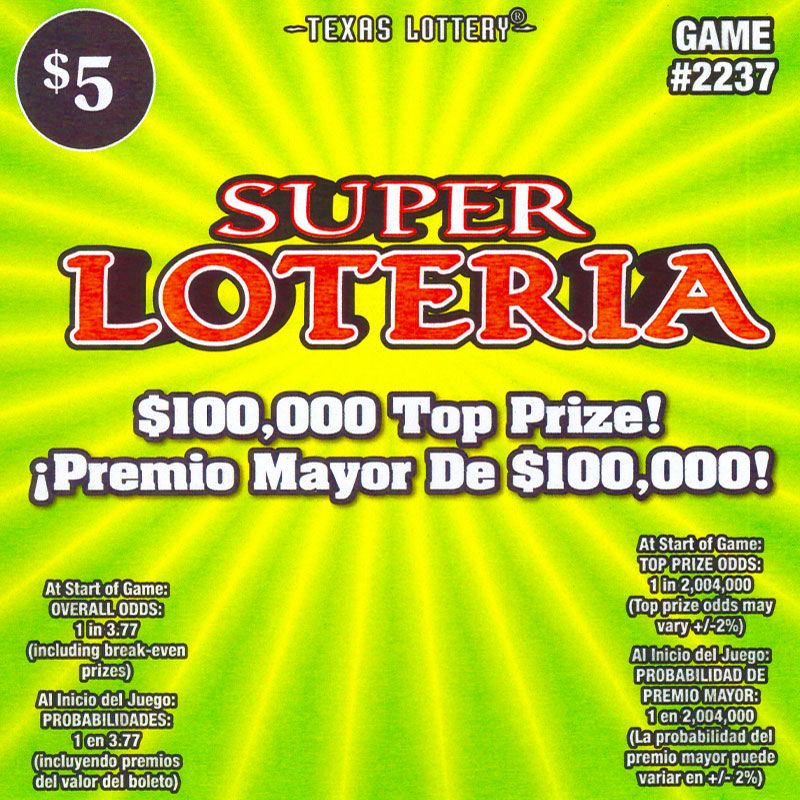 TEXAS LOTTERY®
$5
GAME
#2237
SUPER
LOTERIA
$100,000 Top Prize!
¡Premio Mayor De $100,000!
At Start of Game:
OVERALL ODDS:
1 in 3.77
(including break-even
prizes)
Al Inicio del Juego:
PROBABILIDADES:
1 en 3.77
(incluyendo premios
del valor del boleto)
At Start of Game:
TOP PRIZE ODDS:
1 in 2,004,000
(Top prize odds may
vary +/-2%)
Al Inicio del Juego:
PROBABILIDAD DE
PREMIO MAYOR:
1 en 2,004,000
(La probabilidad del
premio mayor puede
variar en +/- 2%)